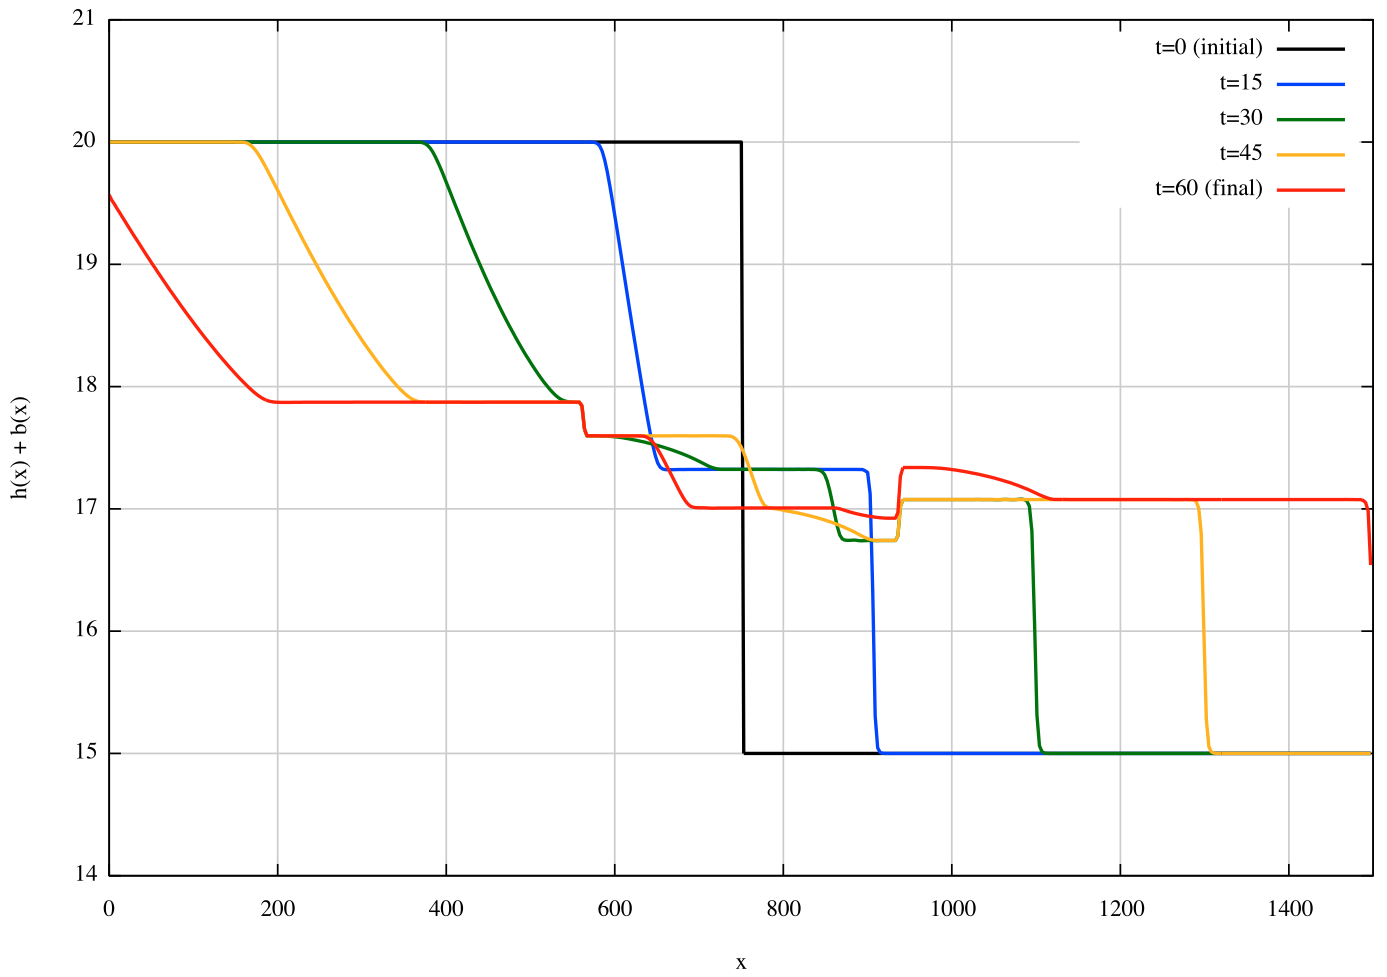 21
20
19
18
17
16
15
14
h(x) + b(x)
t=0 (initial)
t=15
t=30
t=45
t=60 (final)
0 200 400 600 800 1000 1200 1400
x